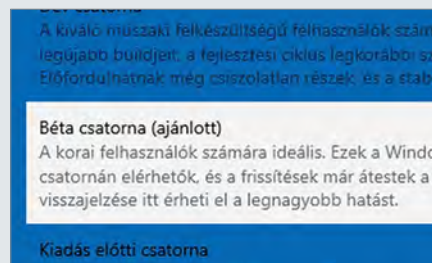 Dev csatorna
A kiváló műszaki felkészültségű felhasználók szám
legújabb buildjeit, a fejlesztési ciklus legkorábbi sz
Előfordulhatnak még csiszolatlan részek, és a stab
Béta csatorna (ajánlott)
A korai felhasználók számára ideális. Ezek a Windo
csatornán elérhetők, és a frissítések már átestek a
visszajelzése itt érheti el a legnagyobb hatást.
Kiadás előtti csatorna